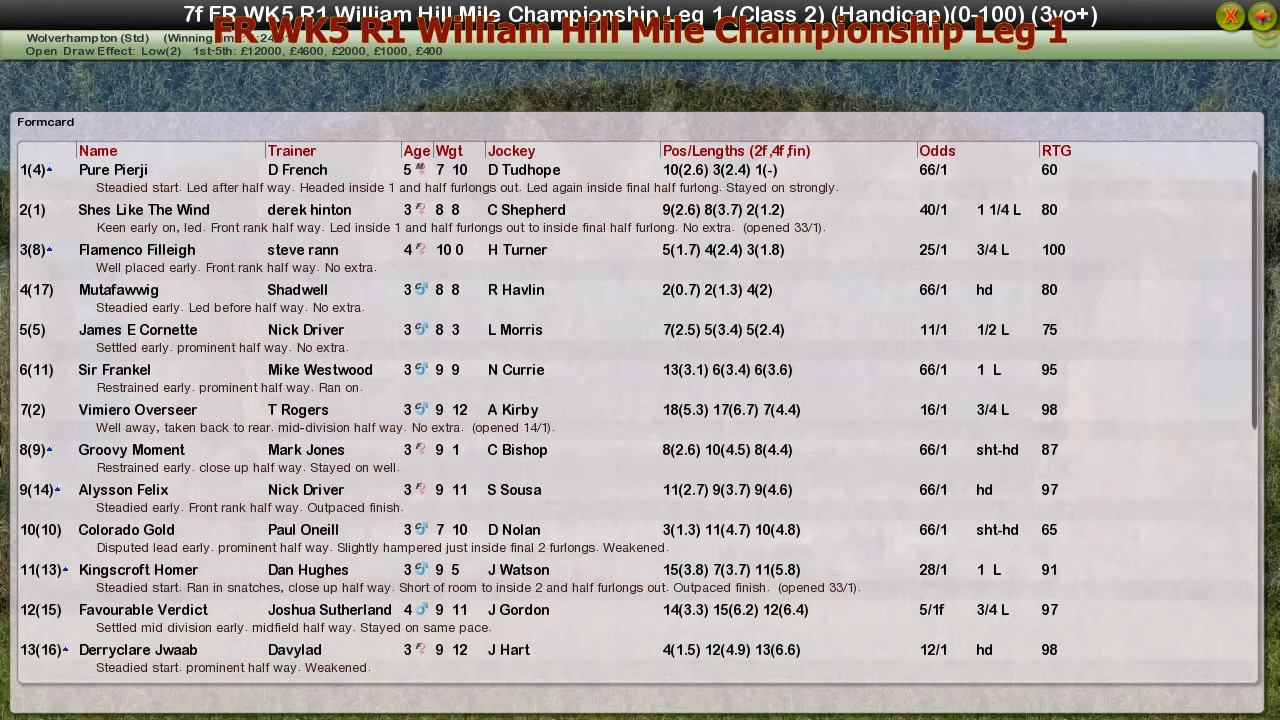 7f FR WK5 R1 William Hill Mile Championship Leg 1 (Class 2) (Handicap)(0-100) (3yo+)
FR WK5 R1 William Hill Mile Championship Leg 1
Wolverhampton (Std) (Winning
Open Draw Effect: Low(2) 1st-5th: £12000, £4600, £2000, £1000, £400
Formcard
Name Trainer Age Wgt Jockey Pos/Lengths (2f,4f,fin) Odds RTG
1(4) Pure Pierji D French 5 7 10 D Tudhope 10(2.6) 3(2.4) 1(-) 66/1 60
Steadied start. Led after half way. Headed inside 1 and half furlongs out. Led again inside final half furlong. Stayed on strongly.
2(1) Shes Like The Wind derek hinton 3 8 8 C Shepherd 9(2.6) 8(3.7) 2(1.2) 40/1 1 1/4 L 80
Keen early on, led. Front rank half way. Led inside 1 and half furlongs out to inside final half furlong. No extra. (opened 33/1).
3(8) Flamenco Filleigh steve rann 4 10 0 H Turner 5(1.7) 4(2.4) 3(1.8) 25/1 3/4 L 100
Well placed early. Front rank half way. No extra.
4(17) Mutafawwig Shadwell 3 8 8 R Havlin 2(0.7) 2(1.3) 4(2) 66/1 hd 80
Steadied early. Led before half way. No extra.
5(5) James E Cornette Nick Driver 3 8 3 L Morris 7(2.5) 5(3.4) 5(2.4) 11/1 1/2 L 75
Settled early. prominent half way. No extra.
6(11) Sir Frankel Mike Westwood 3 9 9 N Currie 13(3.1) 6(3.4) 6(3.6) 66/1 1 L 95
Restrained early. prominent half way. Ran on.
7(2) Vimiero Overseer T Rogers 3 9 12 A Kirby 18(5.3) 17(6.7) 7(4.4) 16/1 3/4 L 98
Well away, taken back to rear. mid-division half way. No extra. (opened 14/1).
8(9) Groovy Moment Mark Jones 3 9 1 C Bishop 8(2.6) 10(4.5) 8(4.4) 66/1 sht-hd 87
Restrained early. close up half way. Stayed on well.
9(14) Alysson Felix Nick Driver 3 9 11 S Sousa 11(2.7) 9(3.7) 9(4.6) 66/1 hd 97
Steadied early. Front rank half way. Outpaced finish.
10(10) Colorado Gold Paul Oneill 3 7 10 D Nolan 3(1.3) 11(4.7) 10(4.8) 66/1 sht-hd 65
Disputed lead early. prominent half way. Slightly hampered just inside final 2 furlongs. Weakened.
11(13) Kingscroft Homer Dan Hughes 3 9 5 J Watson 15(3.8) 7(3.7) 11(5.8) 28/1 1 L 91
Steadied start. Ran in snatches, close up half way. Short of room to inside 2 and half furlongs out. Outpaced finish. (opened 33/1).
12(15) Favourable Verdict Joshua Sutherland 4 9 11 J Gordon 14(3.3) 15(6.2) 12(6.4) 5/1f 3/4 L 97
Settled mid division early. midfield half way. Stayed on same pace.
13(16) Derryclare Jwaab Davylad 3 9 12 J Hart 4(1.5) 12(4.9) 13(6.6) 12/1 hd 98
Steadied start. prominent half way. Weakened.